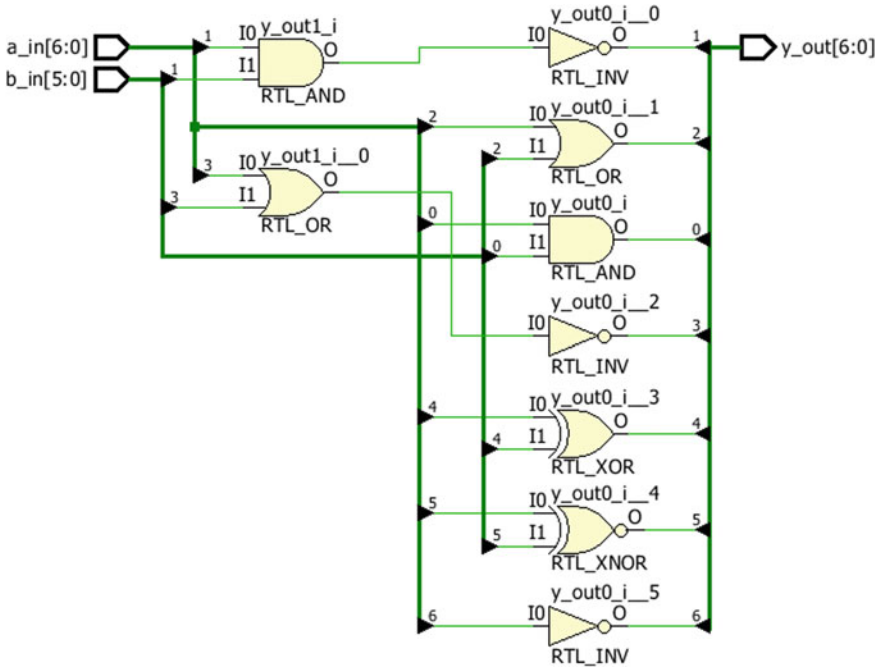 a_in[6:0]
b_in[5:0]
1
1
I0
I1
y_out1_i
O
RTL_AND
3
3
I0
I1
y_out1_i__0
O
RTL_OR
I0
y_out0_i__0
O
RTL_INV
1
y_out[6:0]
2
2
I0
I1
y_out0_i__1
O
RTL_OR
2
0
0
I0
I1
y_out0_i
O
RTL_AND
0
I0
y_out0_i__2
O
RTL_INV
3
4
4
I0
I1
y_out0_i__3
O
RTL_XOR
4
5
5
I0
I1
y_out0_i__4
O
RTL_XNOR
5
6
I0
y_out0_i__5
O
RTL_INV
6